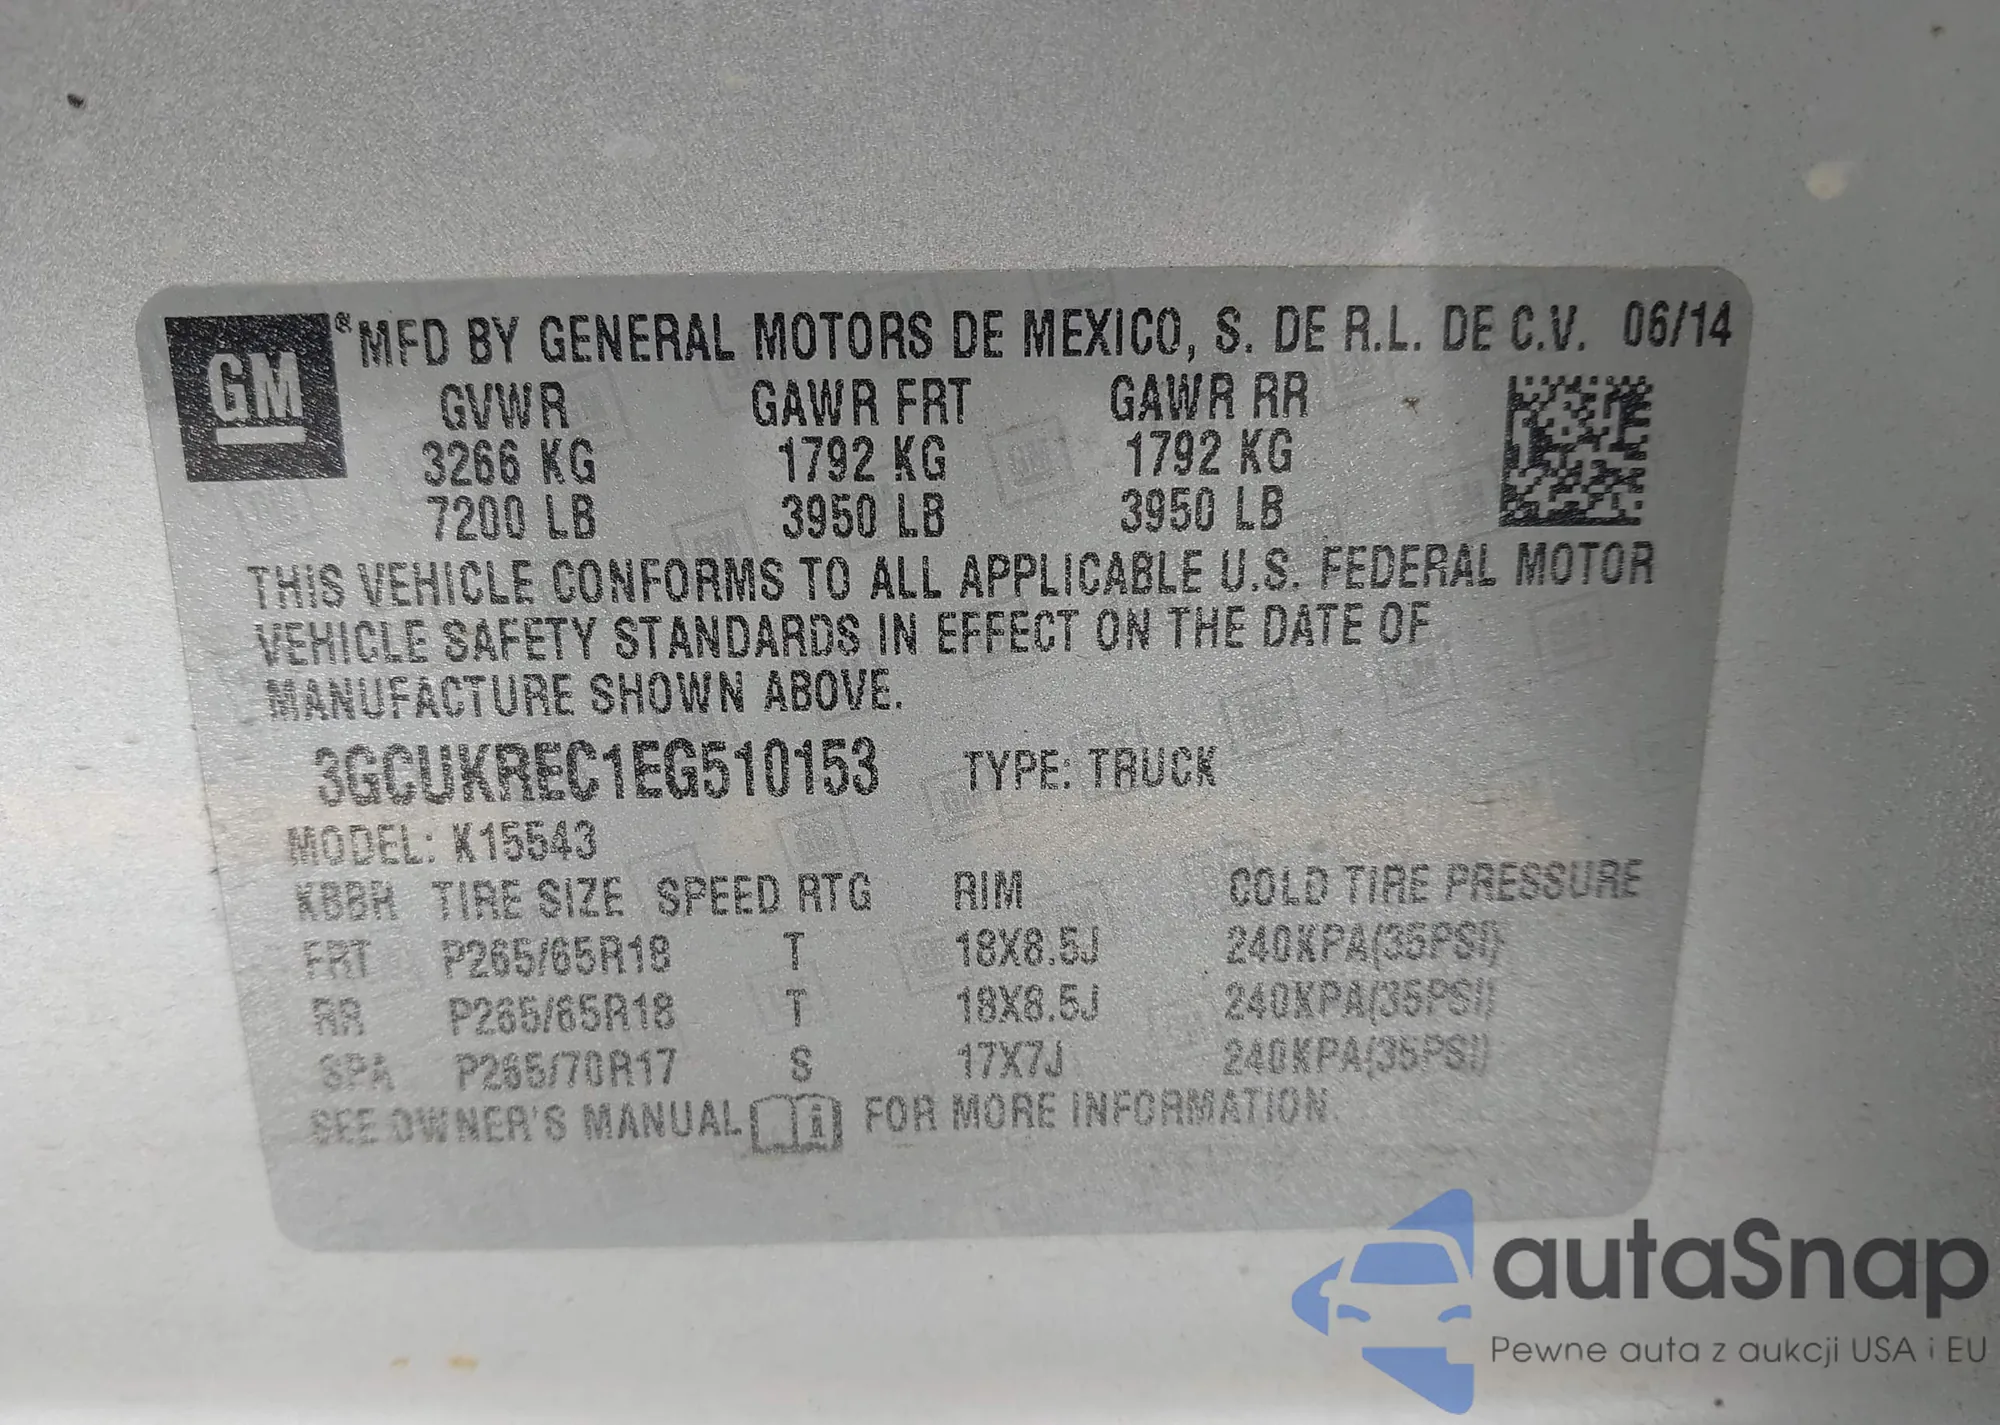 GM ® MFD BY GENERAL MOTORS DE MEXICO, S. DE R.L. DE C.V. 06/14
GVWR GAWR FRT GAWR RR
3266 KG 1792 KG 1792 KG
7200 LB 3950 LB 3950 LB
THIS VEHICLE CONFORMS TO ALL APPLICABLE U.S. FEDERAL MOTOR
VEHICLE SAFETY STANDARDS IN EFFECT ON THE DATE OF
MANUFACTURE SHOWN ABOVE.
3GCUKREC1EG510153 TYPE: TRUCK
MODEL: K15543
KBBR TIRE SIZE SPEED RTG RIM COLD TIRE PRESSURE
FRT P265/65R18 T 18X8.5J 240KPA(35PSI)
RR P265/65R18 T 18X8.5J 240KPA(35PSI)
SPA P265/70R17 S 17X7J 240KPA(35PSI)
SEE OWNER'S MANUAL i FOR MORE INFORMATION.
autaSnap
Pewne auta z aukcji USA i EU